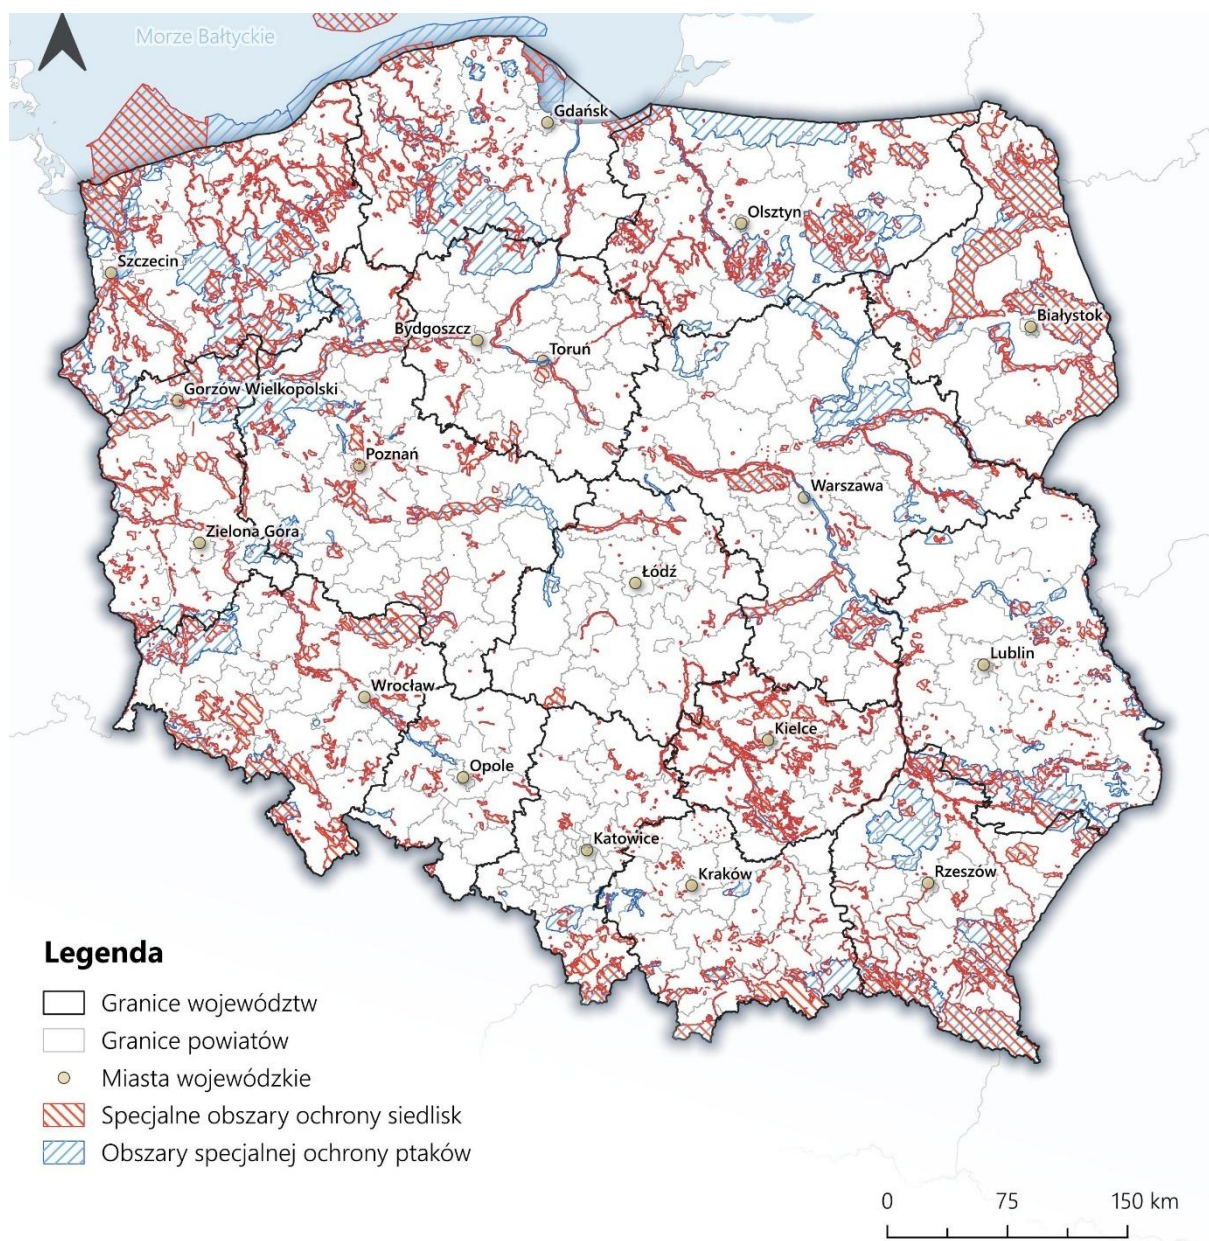 Morze Bałtyckie
Gdańsk
Olsztyn
Szczecin
Białystok
Bydgoszcz
Toruń
Gorzów Wielkopolski
Poznań
Warszawa
Zielona Góra
Łódź
Lublin
Wrocław
Kielce
Opole
Katowice
Kraków
Rzeszów
Legenda
Granice województw
Granice powiatów
Miasta wojewódzkie
Specjalne obszary ochrony siedlisk
Obszary specjalnej ochrony ptaków
0 75 150 km